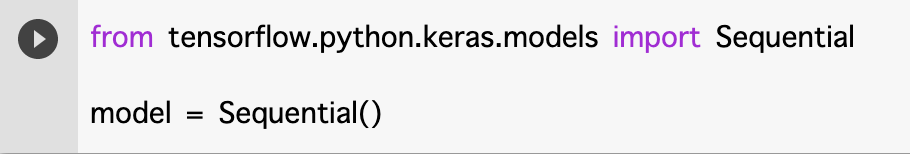 from tensorflow.python.keras.models import Sequential
model = Sequential()